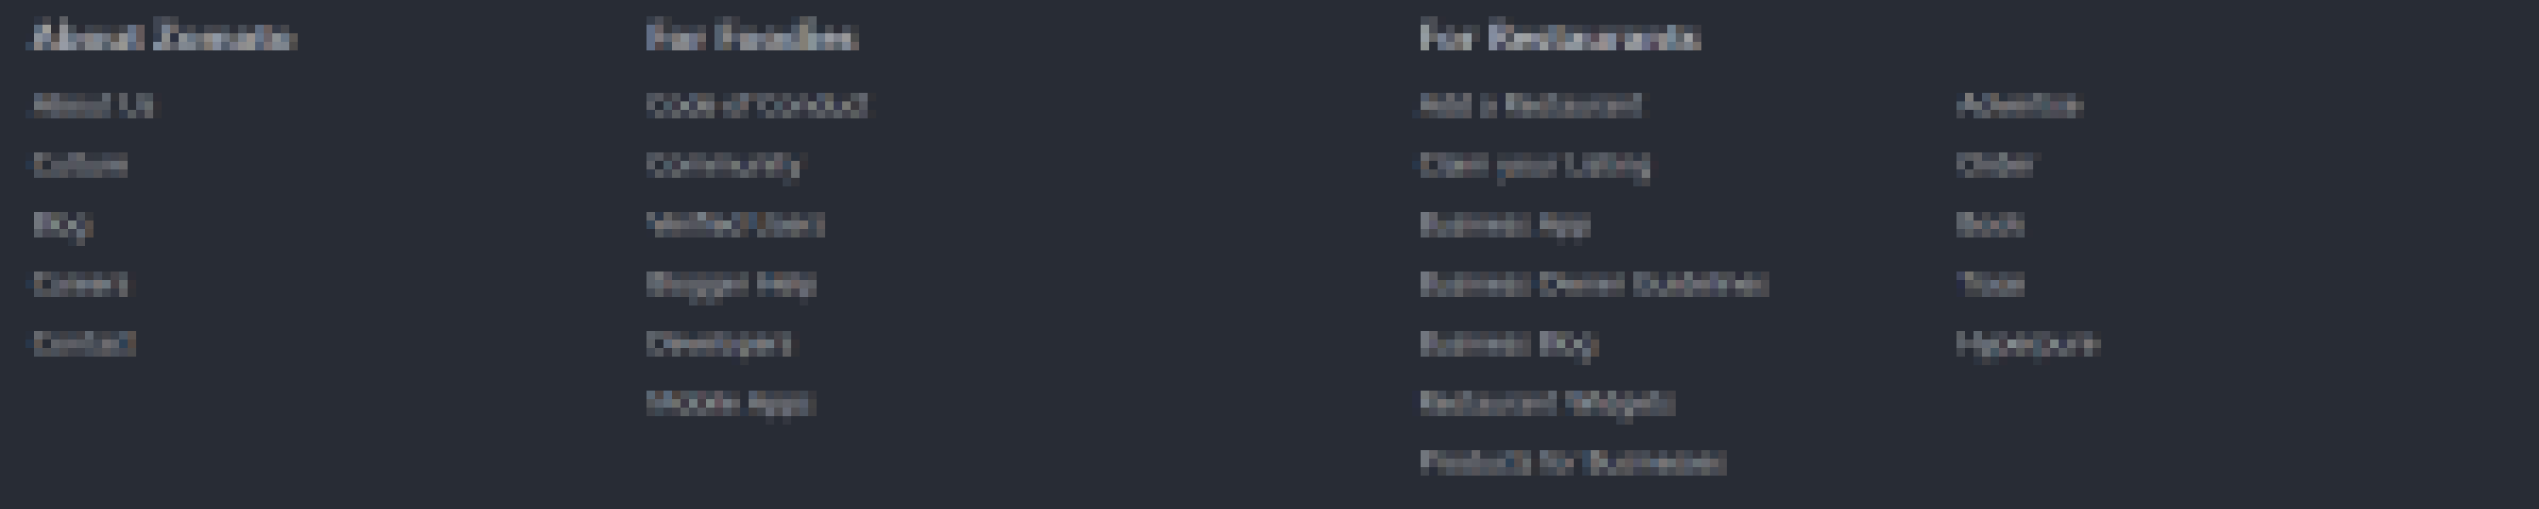 About Zomato
About Us
Culture
Blog
Careers
Contact
For Foodies
Code of Conduct
Community
Verified Users
Blogger Help
Developers
Mobile Apps
For Restaurants
Add a Restaurant
Claim your Listing
Business App
Business Owner Guidelines
Business Blog
Restaurant Widgets
Products for Businesses
Advertise
Order
Book
Trace
Hyperpure